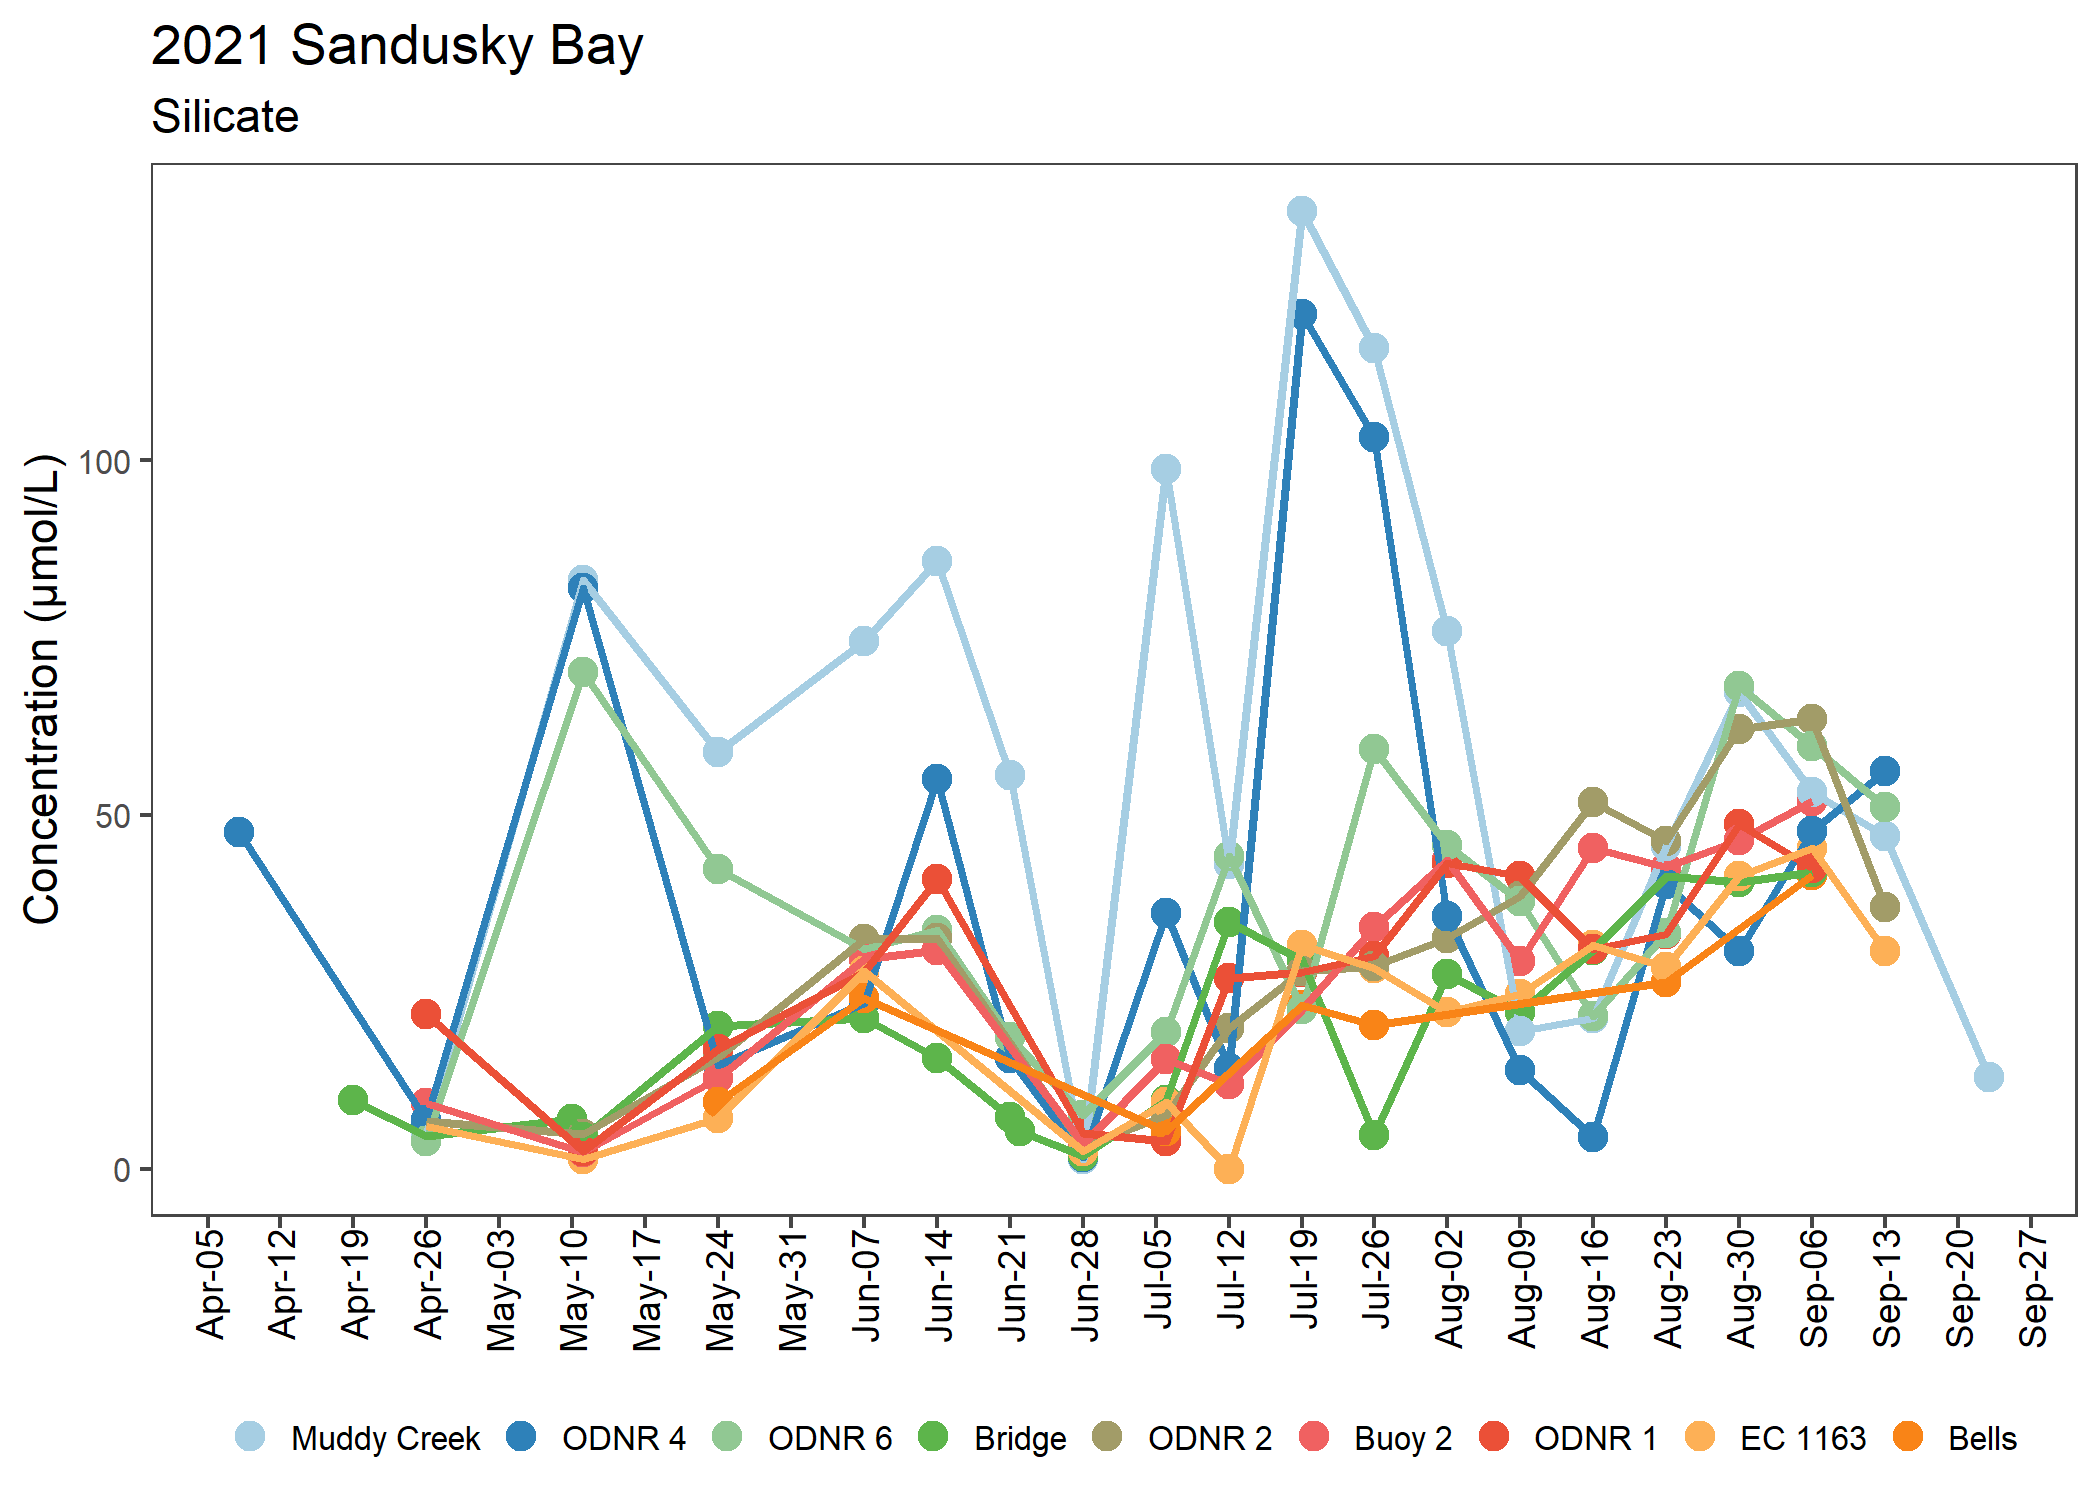 2021 Sandusky Bay
Silicate
Concentration (µmol/L)
100
50
0
Apr-05
Apr-12
Apr-19
Apr-26
May-03
May-10
May-17
May-24
May-31
Jun-07
Jun-14
Jun-21
Jun-28
Jul-05
Jul-12
Jul-19
Jul-26
Aug-02
Aug-09
Aug-16
Aug-23
Aug-30
Sep-06
Sep-13
Sep-20
Sep-27
Muddy Creek ODNR 4 ODNR 6 Bridge ODNR 2 Buoy 2 ODNR 1 EC 1163 Bells